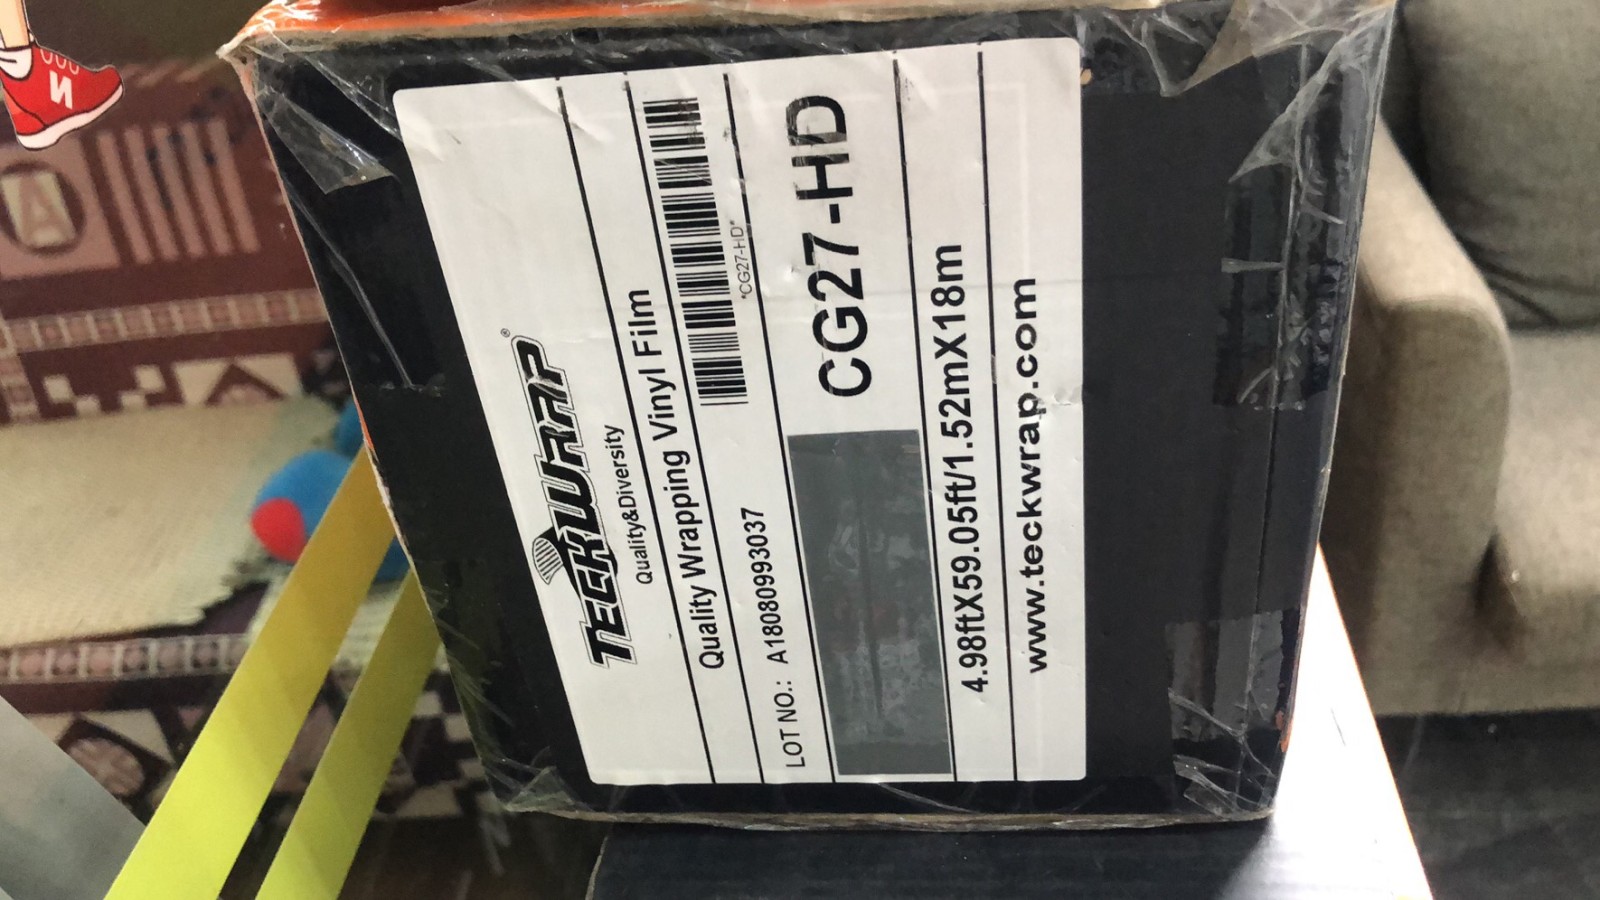 TECKWRAP®
Quality&Diversity
Quality Wrapping Vinyl Film
*CG27-HD*
LOT NO.: A18080993037
CG27-HD
4.98ftX59.05ft/1.52mX18m
www.teckwrap.com
N
A